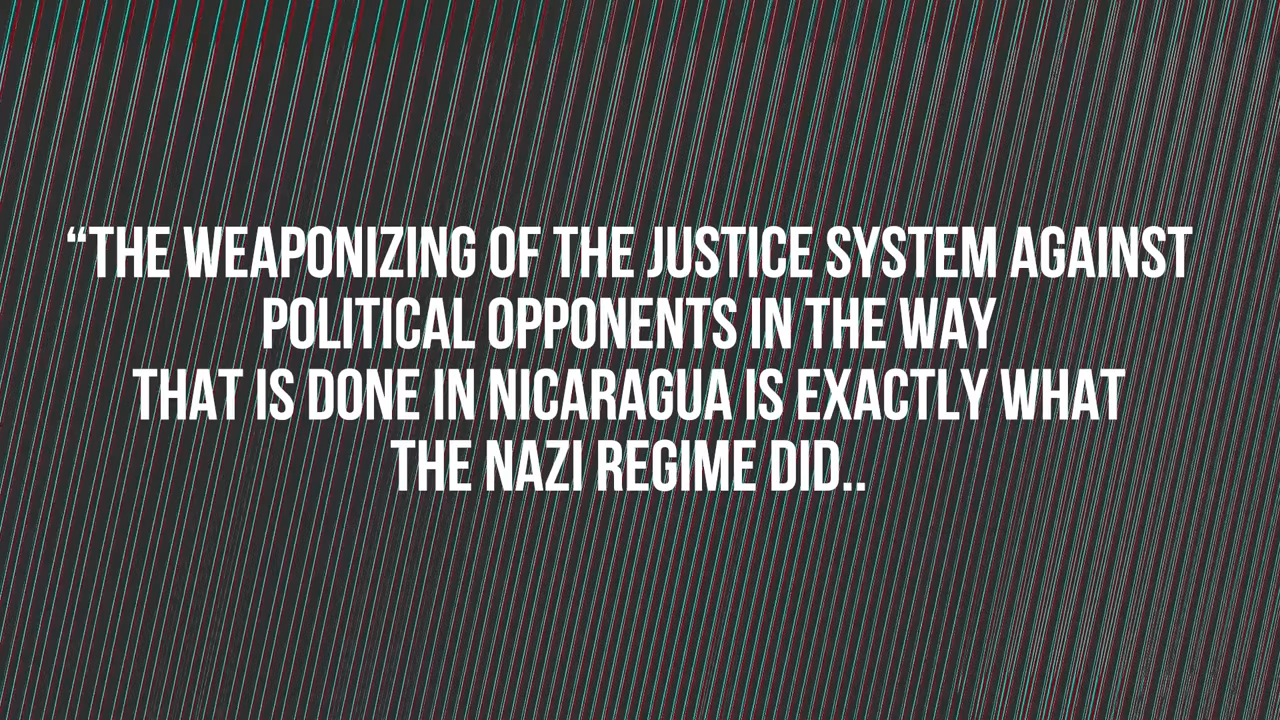 “THE WEAPONIZING OF THE JUSTICE SYSTEM AGAINST
POLITICAL OPPONENTS IN THE WAY
THAT IS DONE IN NICARAGUA IS EXACTLY WHAT
THE NAZI REGIME DID..